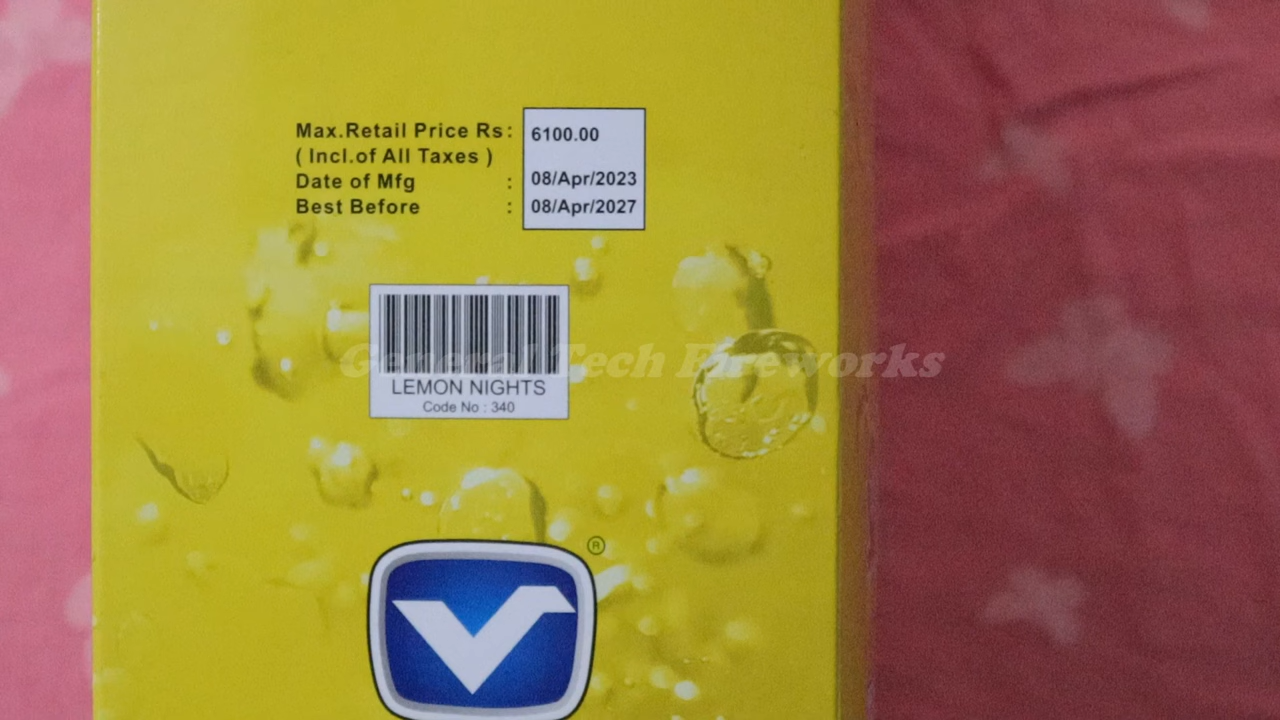 Max.Retail Price Rs : 6100.00
( Incl.of All Taxes )
Date of Mfg : 08/Apr/2023
Best Before : 08/Apr/2027
LEMON NIGHTS
Code No : 340
General Tech Fireworks
®
V